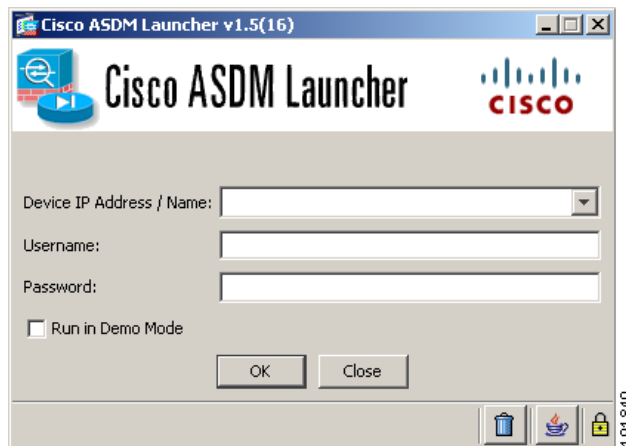 Cisco ASDM Launcher v1.5(16)
Cisco ASDM Launcher
CISCO
Device IP Address / Name:
Username:
Password:
Run in Demo Mode
OK
Close